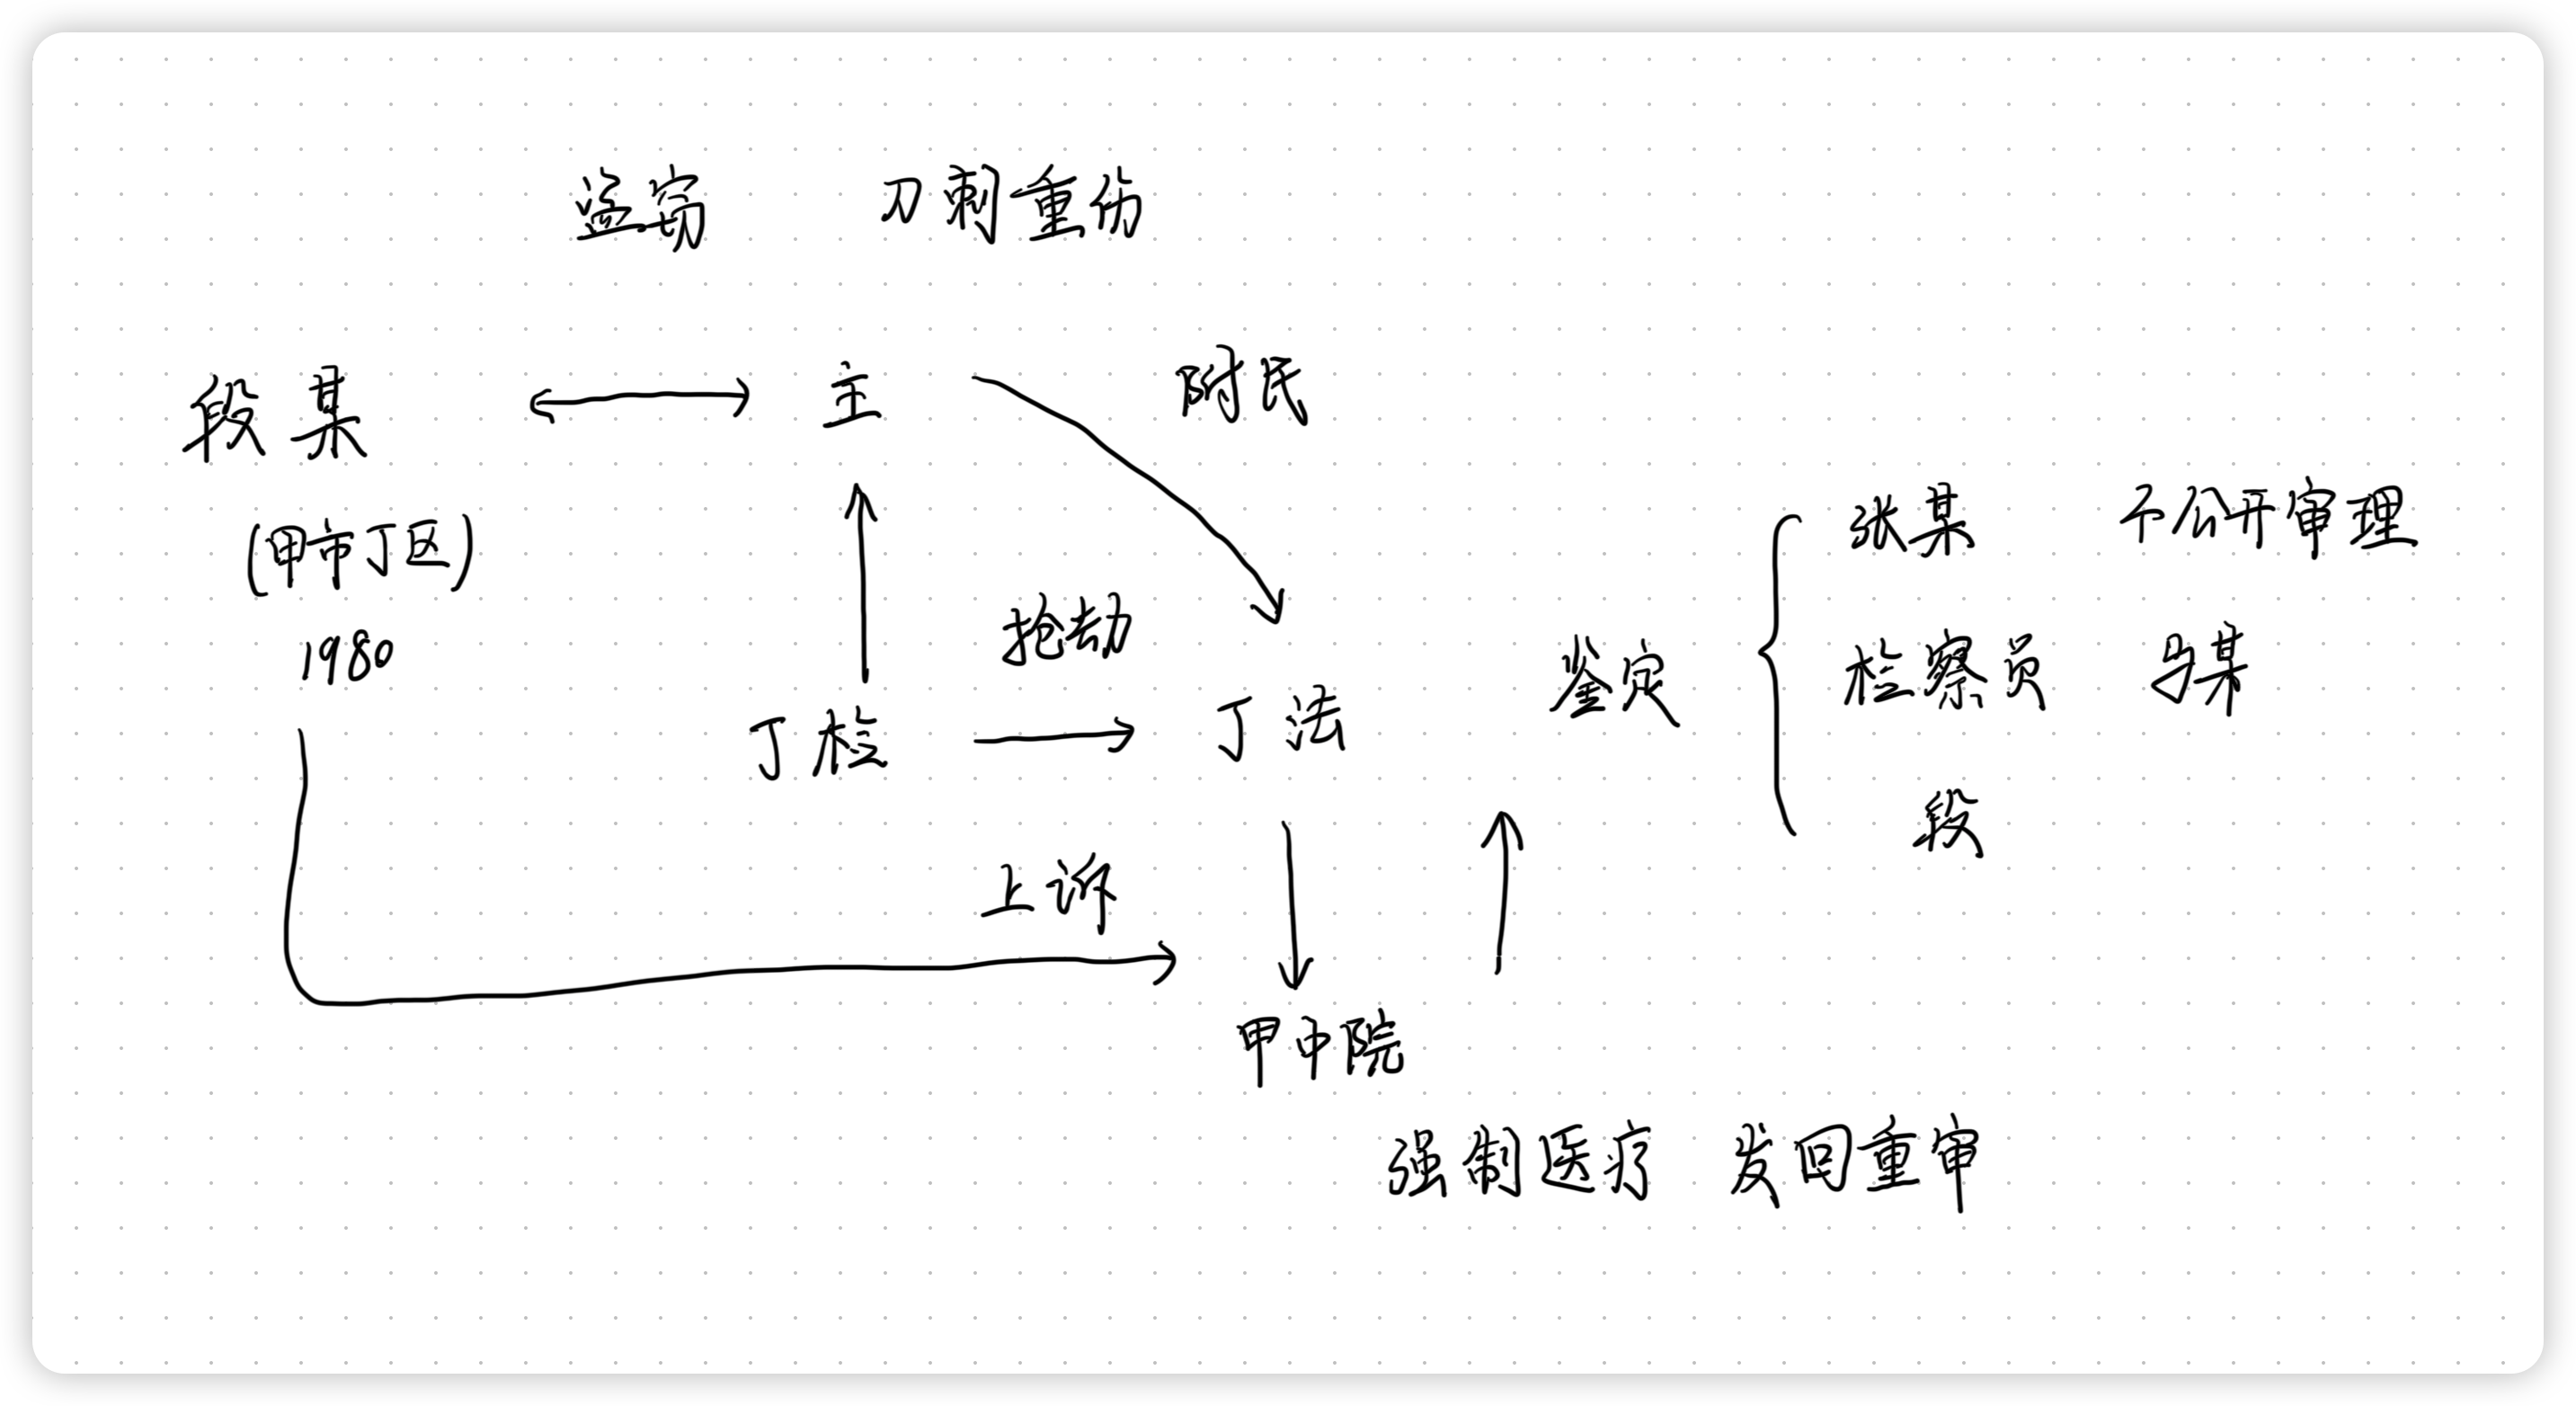 盗窃 刀刺重伤
段某 主 附民
(甲市丁区)
1980
抢劫
丁检 丁法
上诉
甲中院
强制医疗 发回重审
鉴定
张某 不公开审理
检察员 马某
段